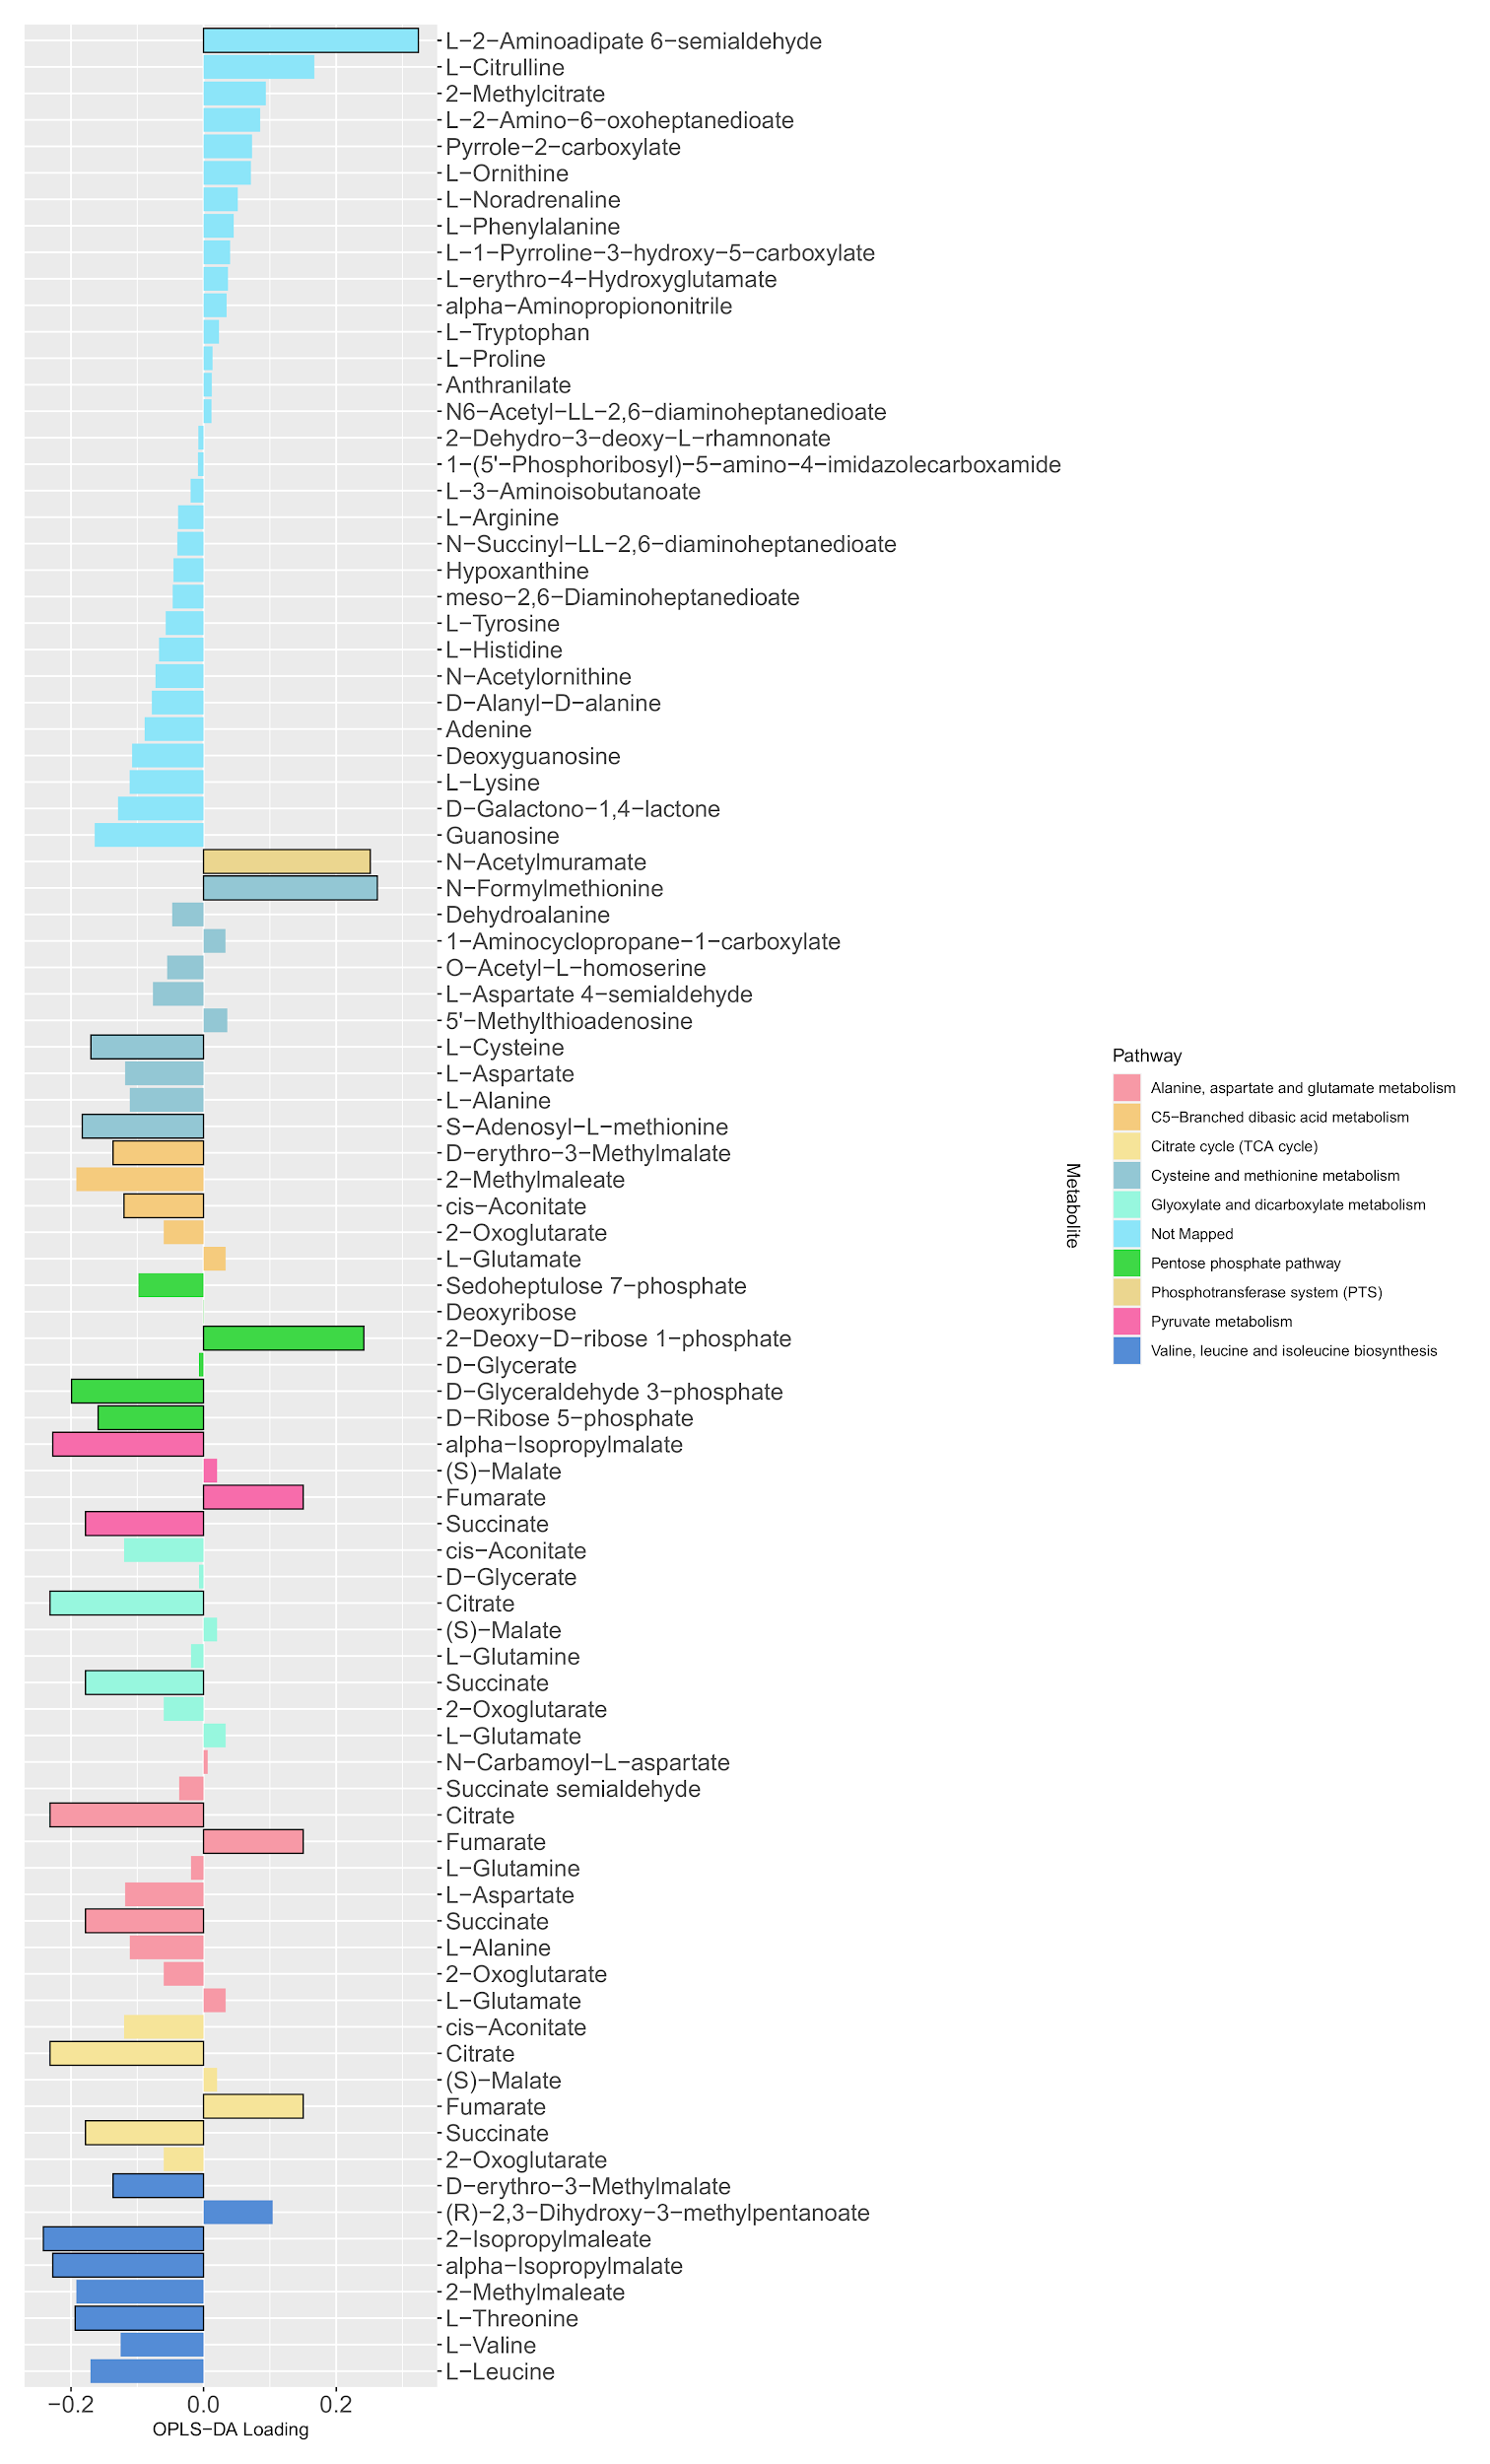 L−2−Aminoadipate 6−semialdehyde
L−Citrulline
2−Methylcitrate
L−2−Amino−6−oxoheptanedioate
Pyrrole−2−carboxylate
L−Ornithine
L−Noradrenaline
L−Phenylalanine
L−1−Pyrroline−3−hydroxy−5−carboxylate
L−erythro−4−Hydroxyglutamate
alpha−Aminopropiononitrile
L−Tryptophan
L−Proline
Anthranilate
N6−Acetyl−LL−2,6−diaminoheptanedioate
2−Dehydro−3−deoxy−L−rhamnonate
1−(5'−Phosphoribosyl)−5−amino−4−imidazolecarboxamide
L−3−Aminoisobutanoate
L−Arginine
N−Succinyl−LL−2,6−diaminoheptanedioate
Hypoxanthine
meso−2,6−Diaminoheptanedioate
L−Tyrosine
L−Histidine
N−Acetylornithine
D−Alanyl−D−alanine
Adenine
Deoxyguanosine
L−Lysine
D−Galactono−1,4−lactone
Guanosine
N−Acetylmuramate
N−Formylmethionine
Dehydroalanine
1−Aminocyclopropane−1−carboxylate
O−Acetyl−L−homoserine
L−Aspartate 4−semialdehyde
5'−Methylthioadenosine
L−Cysteine
L−Aspartate
L−Alanine
S−Adenosyl−L−methionine
D−erythro−3−Methylmalate
2−Methylmaleate
cis−Aconitate
2−Oxoglutarate
L−Glutamate
Sedoheptulose 7−phosphate
Deoxyribose
2−Deoxy−D−ribose 1−phosphate
D−Glycerate
D−Glyceraldehyde 3−phosphate
D−Ribose 5−phosphate
alpha−Isopropylmalate
(S)−Malate
Fumarate
Succinate
cis−Aconitate
D−Glycerate
Citrate
(S)−Malate
L−Glutamine
Succinate
2−Oxoglutarate
L−Glutamate
N−Carbamoyl−L−aspartate
Succinate semialdehyde
Citrate
Fumarate
L−Glutamine
L−Aspartate
Succinate
L−Alanine
2−Oxoglutarate
L−Glutamate
cis−Aconitate
Citrate
(S)−Malate
Fumarate
Succinate
2−Oxoglutarate
D−erythro−3−Methylmalate
(R)−2,3−Dihydroxy−3−methylpentanoate
2−Isopropylmaleate
alpha−Isopropylmalate
2−Methylmaleate
L−Threonine
L−Valine
L−Leucine
−0.2 0.0 0.2
OPLS−DA Loading
Metabolite
Pathway
Alanine, aspartate and glutamate metabolism
C5−Branched dibasic acid metabolism
Citrate cycle (TCA cycle)
Cysteine and methionine metabolism
Glyoxylate and dicarboxylate metabolism
Not Mapped
Pentose phosphate pathway
Phosphotransferase system (PTS)
Pyruvate metabolism
Valine, leucine and isoleucine biosynthesis